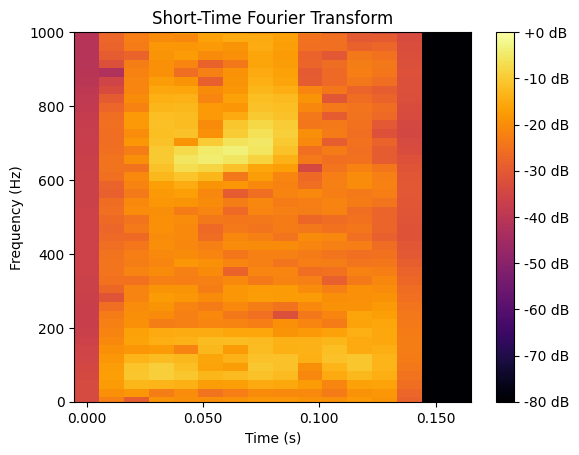 Short-Time Fourier Transform
1000
800
600
400
200
0
Frequency (Hz)
0.000
0.050
0.100
0.150
Time (s)
+0 dB
-10 dB
-20 dB
-30 dB
-40 dB
-50 dB
-60 dB
-70 dB
-80 dB